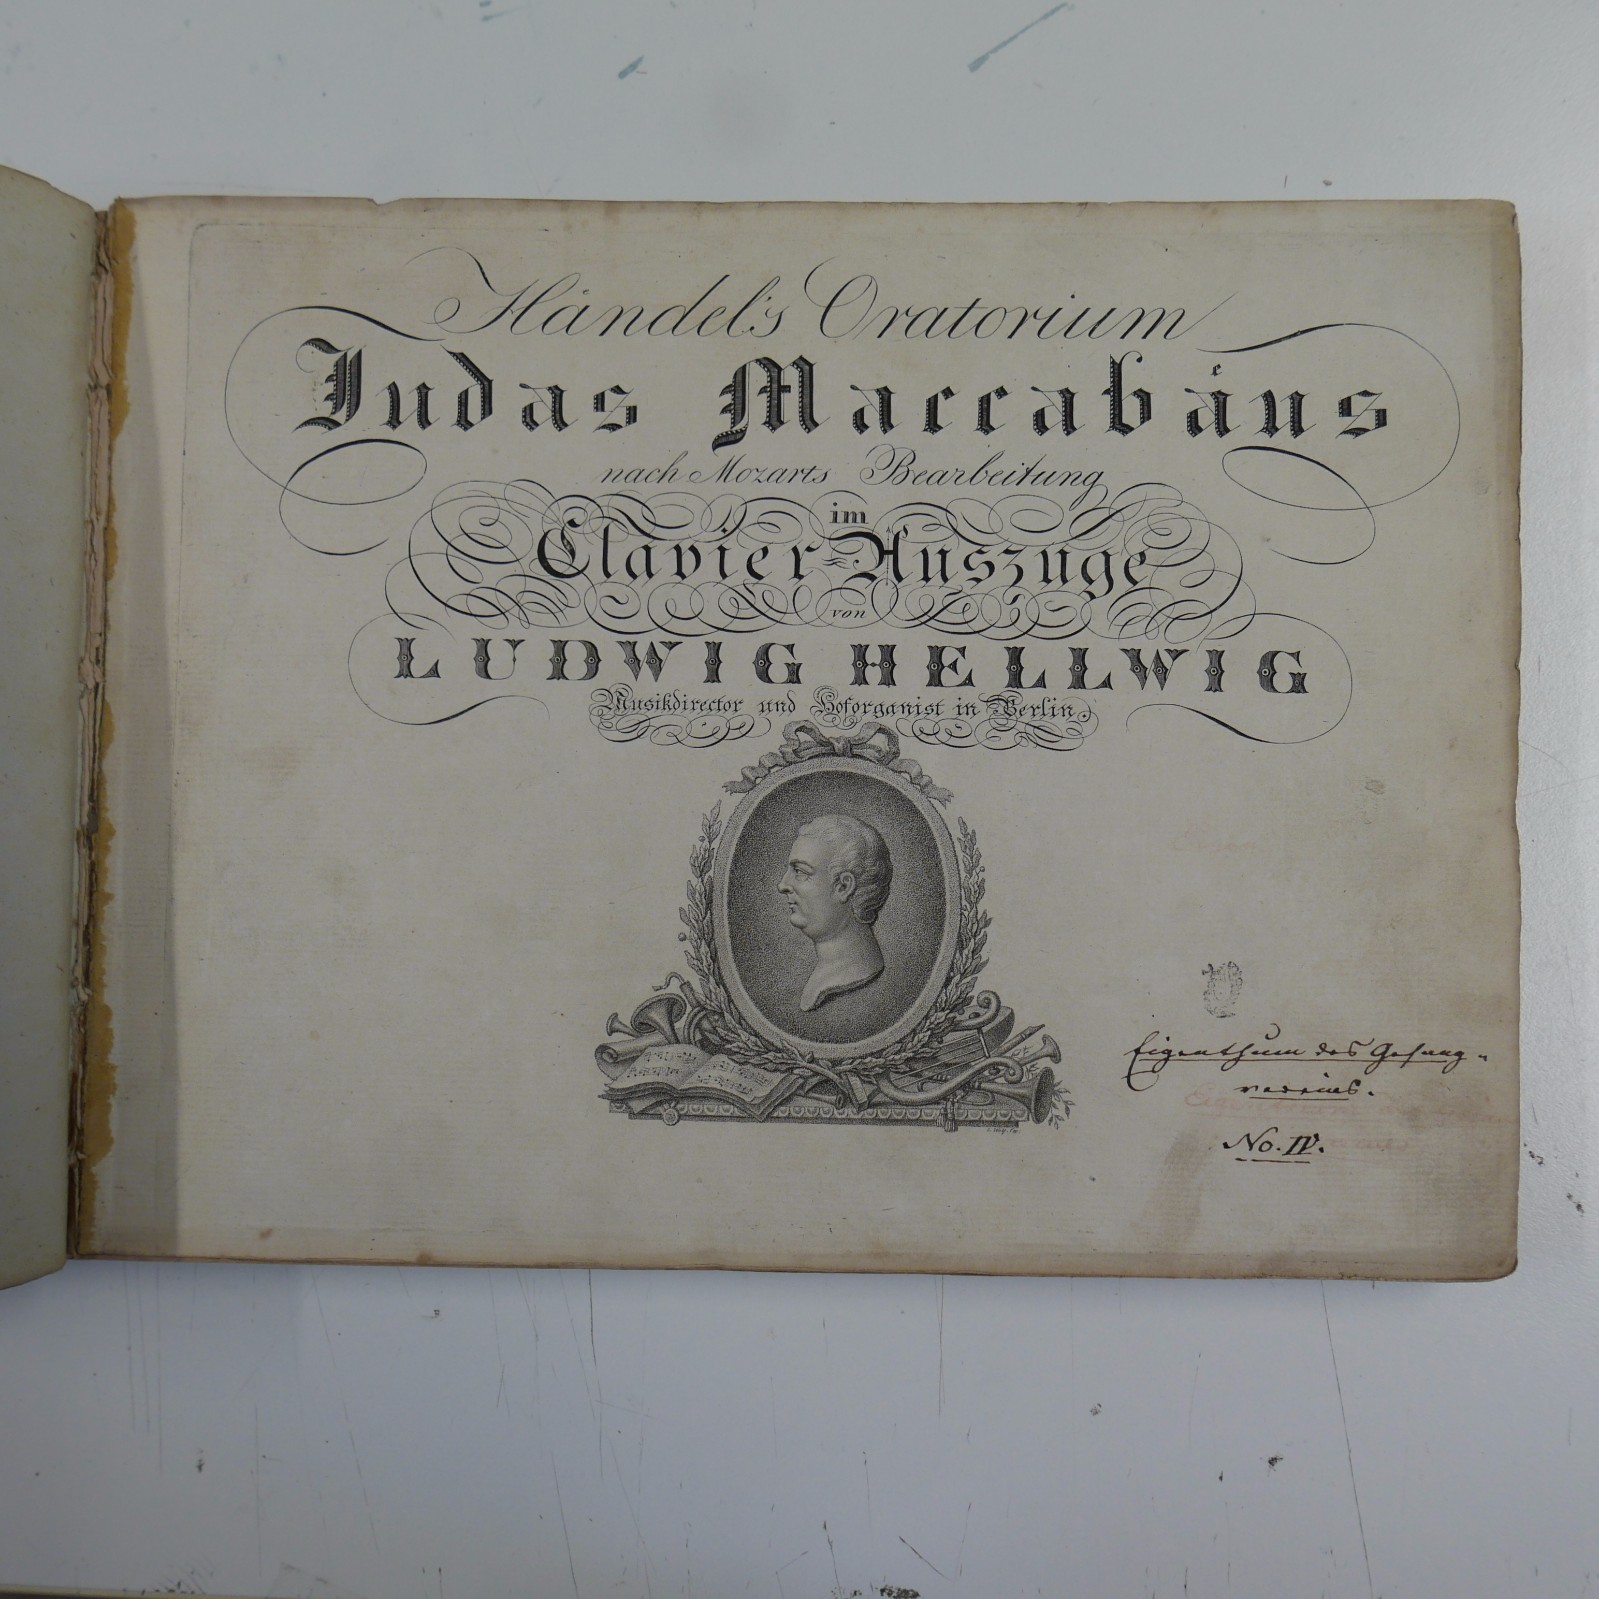 Händel's Oratorium
Judas Maccabäus
nach Mozarts Bearbeitung
im
Clavier-Auszuge
von
LUDWIG HELLWIG
Musikdirector und Hoforganist in Berlin.
Eigenthum des Gesang-
vereins.
No. IV.